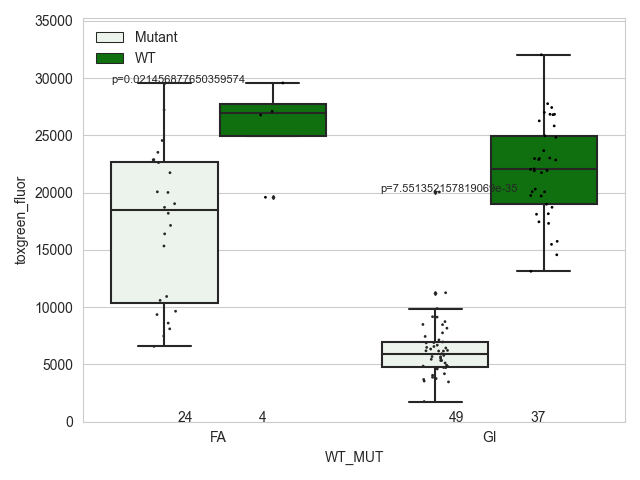 35000
30000
25000
20000
15000
10000
5000
0
toxgreen_fluor
Mutant
WT
p=0.021456877650359574
p=7.551352157819069e-35
24 4 49 37
FA GI
WT_MUT